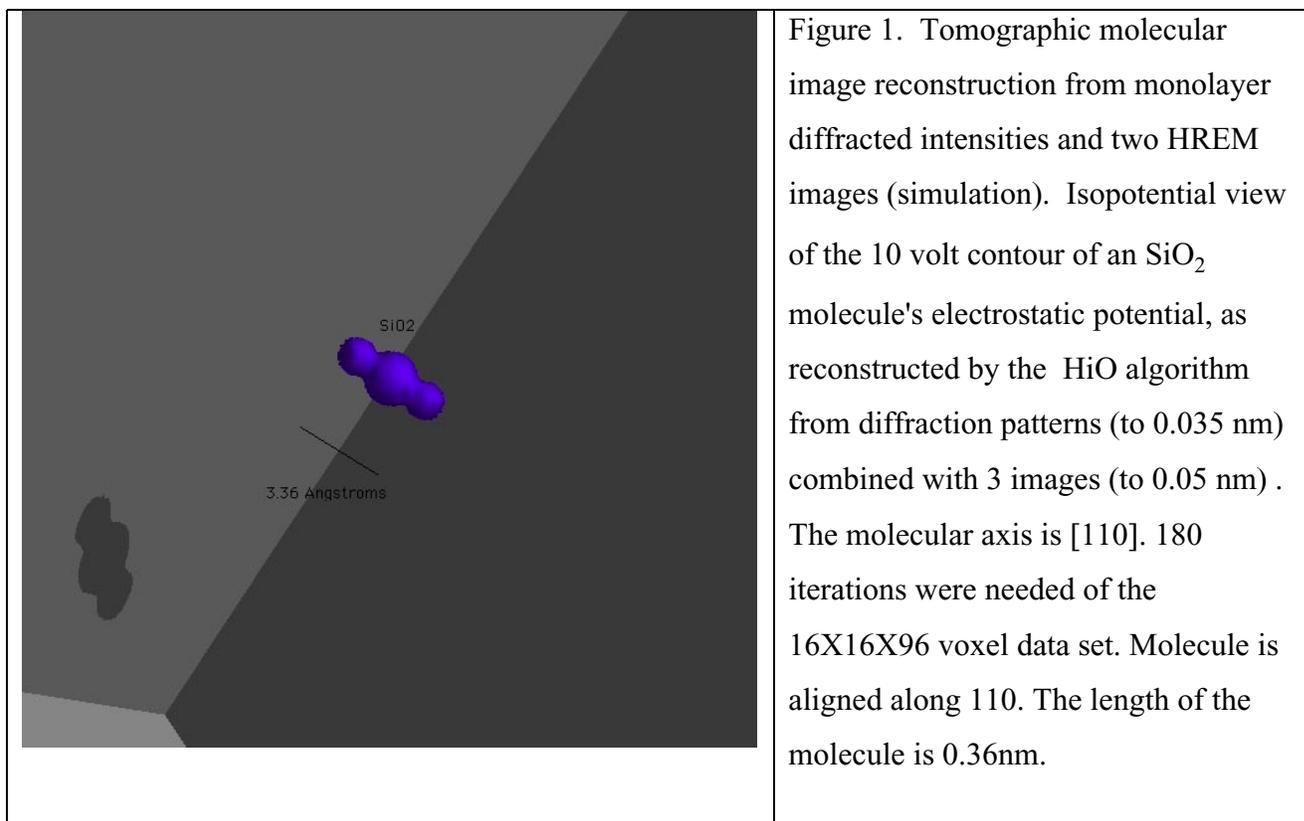 SiO2
3.36 Angstroms
Figure 1.  Tomographic molecular
image reconstruction from monolayer
diffracted intensities and two HREM
images (simulation).  Isopotential view
of the 10 volt contour of an SiO₂
molecule's electrostatic potential, as
reconstructed by the  HiO algorithm
from diffraction patterns (to 0.035 nm)
combined with 3 images (to 0.05 nm) .
The molecular axis is [110]. 180
iterations were needed of the
16X16X96 voxel data set. Molecule is
aligned along 110. The length of the
molecule is 0.36nm.